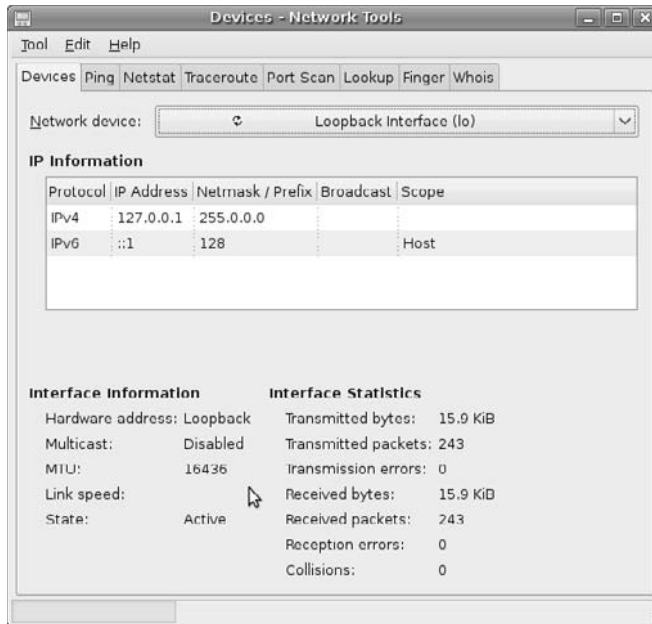 Devices - Network Tools
Tool Edit Help
Devices Ping Netstat Traceroute Port Scan Lookup Finger Whois
Network device: Loopback Interface (lo)
IP Information
Protocol IP Address Netmask / Prefix Broadcast Scope
IPv4 127.0.0.1 255.0.0.0
IPv6 ::1 128 Host
Interface Information Interface Statistics
Hardware address: Loopback Transmitted bytes: 15.9 KiB
Multicast: Disabled Transmitted packets: 243
MTU: 16436 Transmission errors: 0
Link speed: Received bytes: 15.9 KiB
State: Active Received packets: 243
Reception errors: 0
Collisions: 0